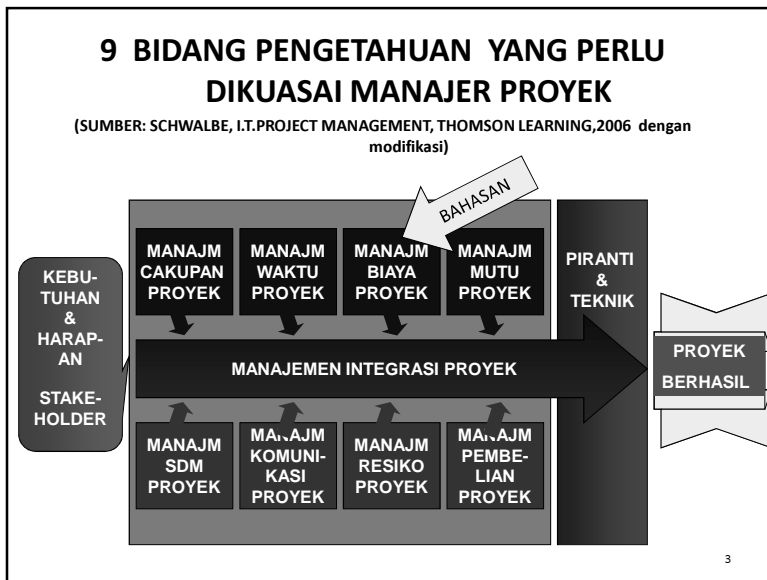 9 BIDANG PENGETAHUAN YANG PERLU
DIKUASAI MANAJER PROYEK
(SUMBER: SCHWALBE, I.T.PROJECT MANAGEMENT, THOMSON LEARNING,2006 dengan
modifikasi)
BAHASAN
KEBU-
TUHAN
&
HARAP-
AN
STAKE-
HOLDER
MANAJM
CAKUPAN
PROYEK
MANAJM
WAKTU
PROYEK
MANAJM
BIAYA
PROYEK
MANAJM
MUTU
PROYEK
PIRANTI
&
TEKNIK
MANAJEMEN INTEGRASI PROYEK
PROYEK
BERHASIL
MANAJM
SDM
PROYEK
MANAJM
KOMUNI-
KASI
PROYEK
MANAJM
RESIKO
PROYEK
MANAJM
PEMBE-
LIAN
PROYEK
3